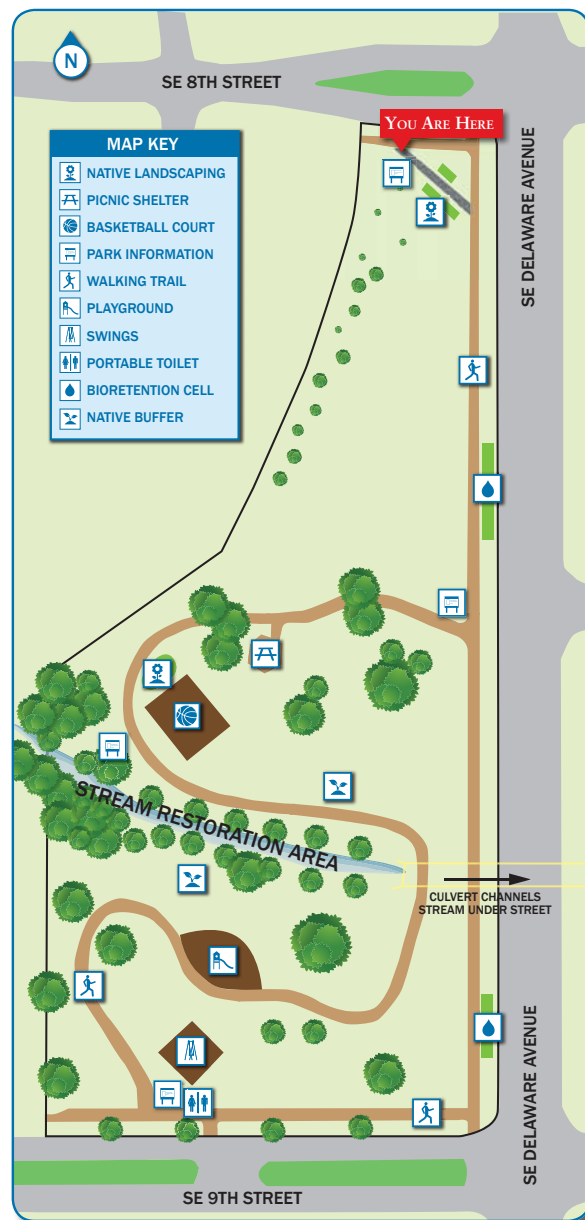 N
SE 8TH STREET
YOU ARE HERE
MAP KEY
NATIVE LANDSCAPING
PICNIC SHELTER
BASKETBALL COURT
PARK INFORMATION
WALKING TRAIL
PLAYGROUND
SWINGS
PORTABLE TOILET
BIORETENTION CELL
NATIVE BUFFER
SE DELAWARE AVENUE
STREAM RESTORATION AREA
CULVERT CHANNELS
STREAM UNDER STREET
SE DELAWARE AVENUE
SE 9TH STREET